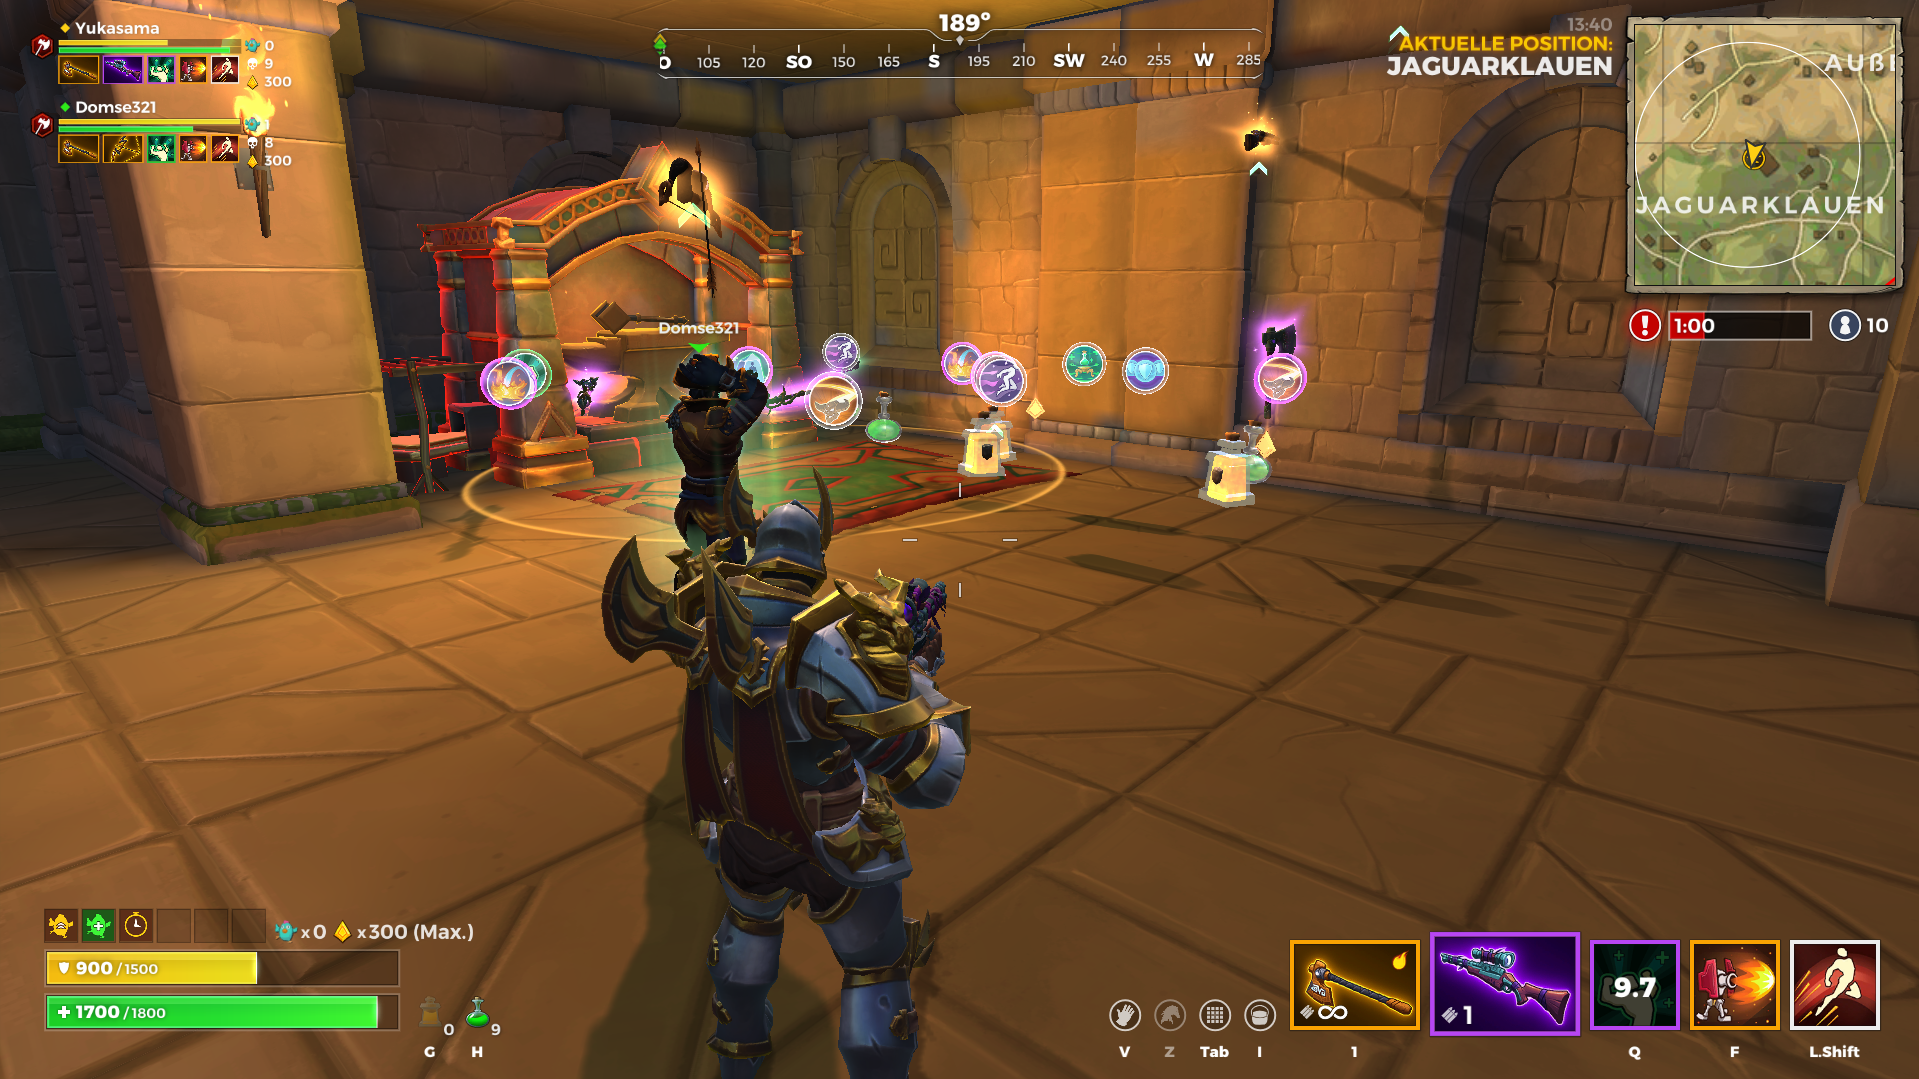 Yukasama
0
9
300
Domse321
8
300
189°
O 105 120 SO 150 165 S 195 210 SW 240 255 W 285
13:40
AKTUELLE POSITION:
JAGUARKLAUEN
JAGUARKLAUEN
1:00
10
Domse321
x0 x300 (Max.)
900/1500
1700/1800
0
9
G H
∞
1
9.7
V Z Tab I 1 Q F L.Shift